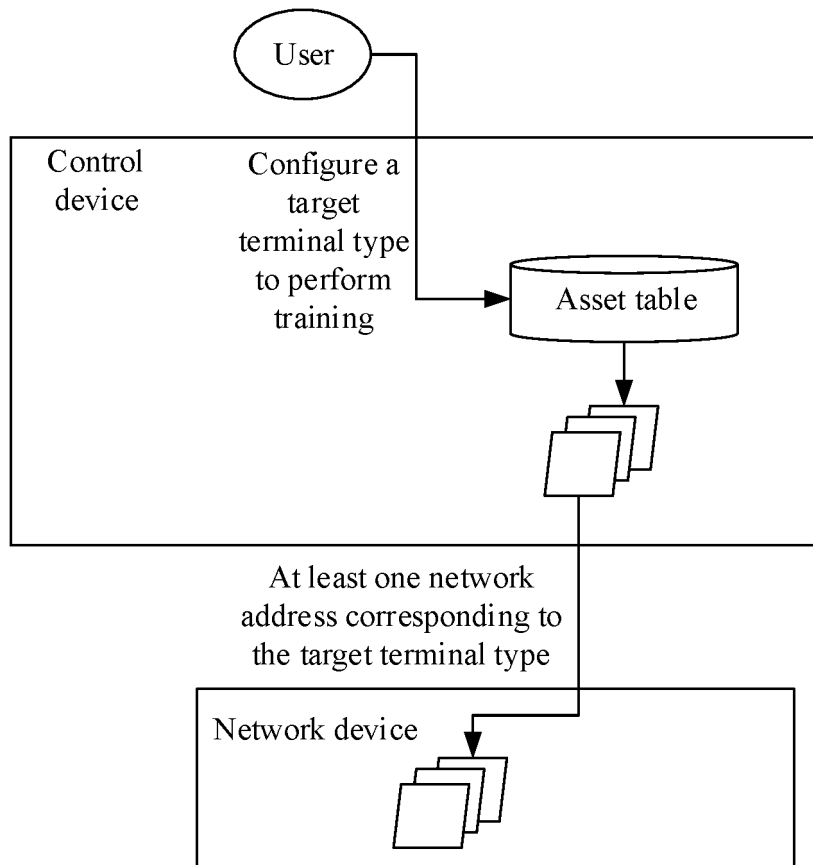 User
Control
device
Configure a
target
terminal type
to perform
training
Asset table
At least one network
address corresponding to
the target terminal type
Network device